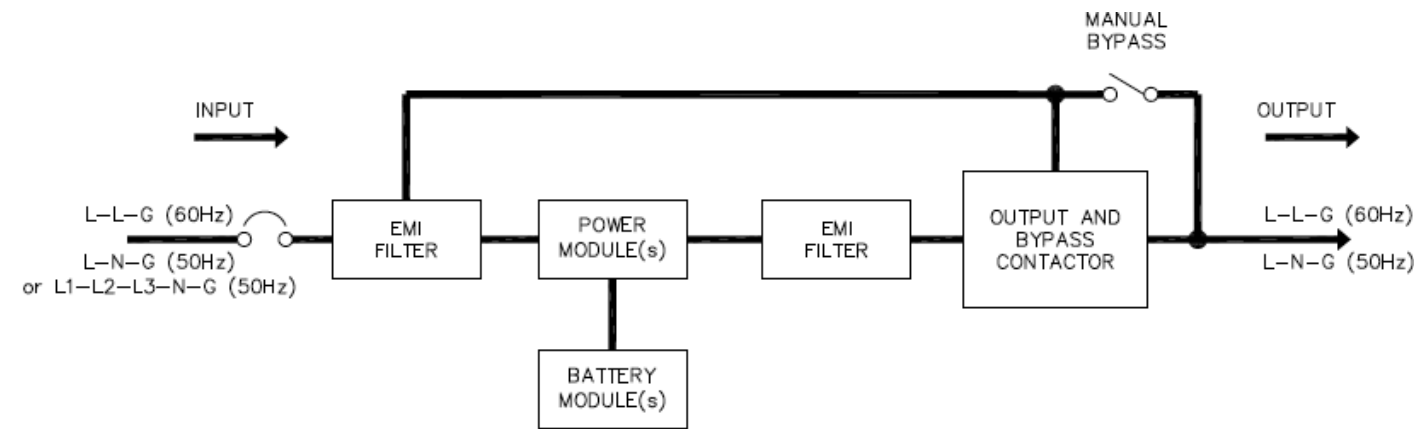 MANUAL
BYPASS
INPUT
OUTPUT
L-L-G (60Hz)
L-N-G (50Hz)
or L1-L2-L3-N-G (50Hz)
EMI
FILTER
POWER
MODULE(s)
EMI
FILTER
OUTPUT AND
BYPASS
CONTACTOR
L-L-G (60Hz)
L-N-G (50Hz)
BATTERY
MODULE(s)